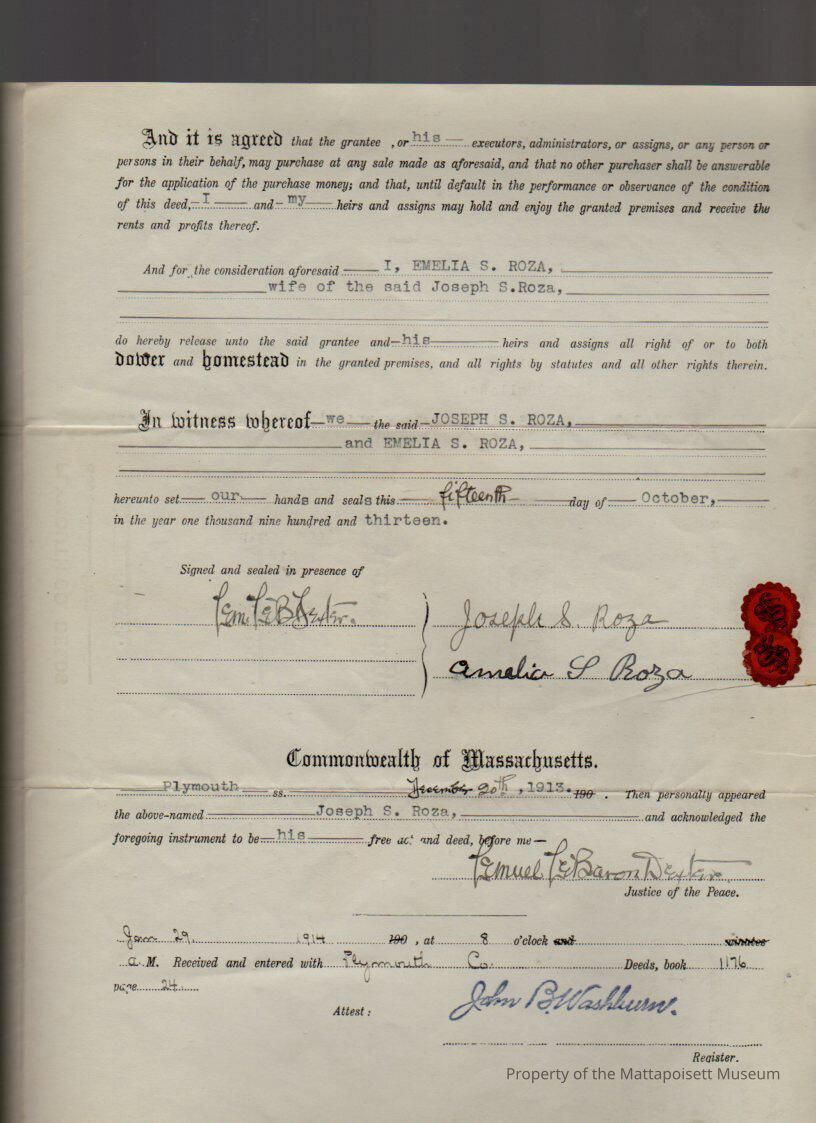 And it is agreed that the grantee , or his executors, administrators, or assigns, or any person or
persons in their behalf, may purchase at any sale made as aforesaid, and that no other purchaser shall be answerable
for the application of the purchase money; and that, until default in the performance or observance of the condition
of this deed, I and my heirs and assigns may hold and enjoy the granted premises and receive the
rents and profits thereof.
And for the consideration aforesaid I, EMELIA S. ROZA,
wife of the said Joseph S.Roza,
do hereby release unto the said grantee and his heirs and assigns all right of or to both
dower and homestead in the granted premises, and all rights by statutes and all other rights therein.
In witness whereof we the said JOSEPH S. ROZA,
and EMELIA S. ROZA,
hereunto set our hands and seals this fifteenth day of October,
in the year one thousand nine hundred and thirteen.
Signed and sealed in presence of
Lem. LeB. Dexter.
Joseph S. Roza
Amelia S Roza
Commonwealth of Massachusetts.
Plymouth ss. December 20th, 1913. 190 . Then personally appeared
the above-named Joseph S. Roza, and acknowledged the
foregoing instrument to be his free act and deed, before me—
Lemuel LeBaron Dexter
Justice of the Peace.
Jan. 29, 1914 190 , at 8 o'clock and minutes
a. M. Received and entered with Plymouth Co. Deeds, book 1176
page 24
Attest: John B. Washburn.
Register.
Property of the Mattapoisett Museum